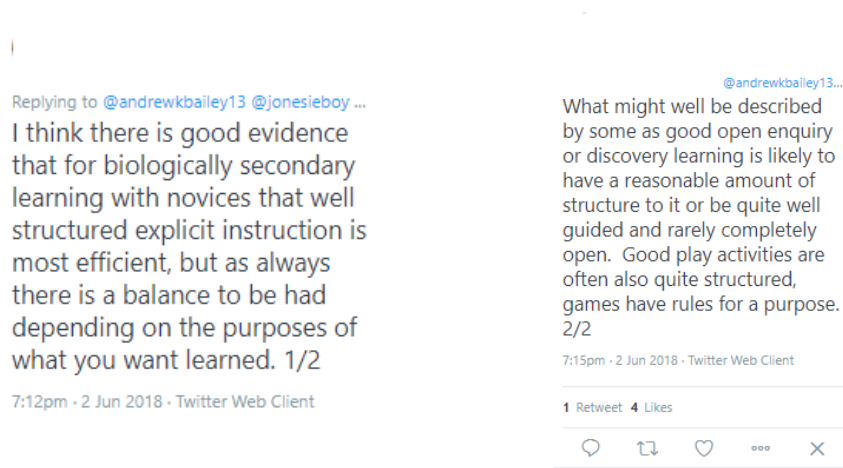 Replying to @andrewkbailey13 @jonesieboy ...
I think there is good evidence
that for biologically secondary
learning with novices that well
structured explicit instruction is
most efficient, but as always
there is a balance to be had
depending on the purposes of
what you want learned. 1/2
7:12pm · 2 Jun 2018 · Twitter Web Client
@andrewkbailey13...
What might well be described
by some as good open enquiry
or discovery learning is likely to
have a reasonable amount of
structure to it or be quite well
guided and rarely completely
open.  Good play activities are
often also quite structured,
games have rules for a purpose.
2/2
7:15pm · 2 Jun 2018 · Twitter Web Client
1 Retweet 4 Likes